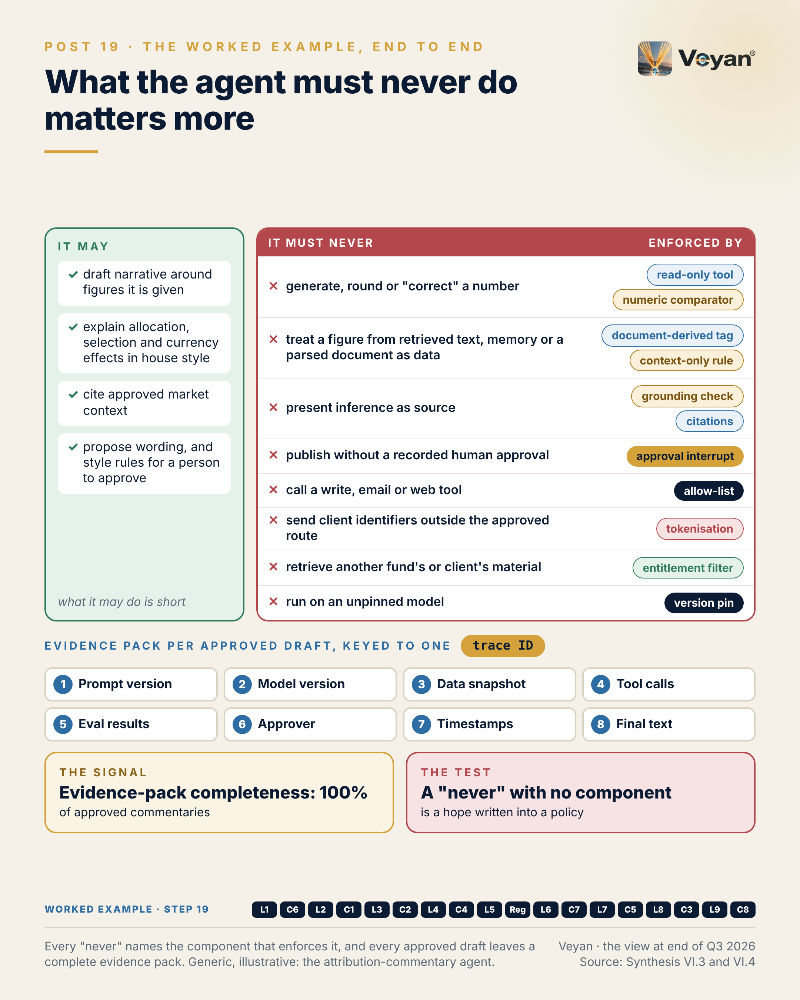 POST 19 · THE WORKED EXAMPLE, END TO END
Veyan®
What the agent must never do
matters more
IT MAY
✓ draft narrative around
figures it is given
✓ explain allocation,
selection and currency
effects in house style
✓ cite approved market
context
✓ propose wording, and
style rules for a person
to approve
what it may do is short
IT MUST NEVER ENFORCED BY
✕ generate, round or "correct" a number
read-only tool
numeric comparator
✕ treat a figure from retrieved text, memory or a
parsed document as data
document-derived tag
context-only rule
✕ present inference as source
grounding check
citations
✕ publish without a recorded human approval approval interrupt
✕ call a write, email or web tool allow-list
✕ send client identifiers outside the approved
route
tokenisation
✕ retrieve another fund's or client's material entitlement filter
✕ run on an unpinned model version pin
EVIDENCE PACK PER APPROVED DRAFT, KEYED TO ONE trace ID
1 Prompt version 2 Model version 3 Data snapshot 4 Tool calls
5 Eval results 6 Approver 7 Timestamps 8 Final text
THE SIGNAL
Evidence-pack completeness: 100%
of approved commentaries
THE TEST
A "never" with no component
is a hope written into a policy
WORKED EXAMPLE · STEP 19 L1 C6 L2 C1 L3 C2 L4 C4 L5 Reg L6 C7 L7 C5 L8 C3 L9 C8
Every "never" names the component that enforces it, and every approved draft leaves a
complete evidence pack. Generic, illustrative: the attribution-commentary agent.
Veyan · the view at end of Q3 2026
Source: Synthesis VI.3 and VI.4